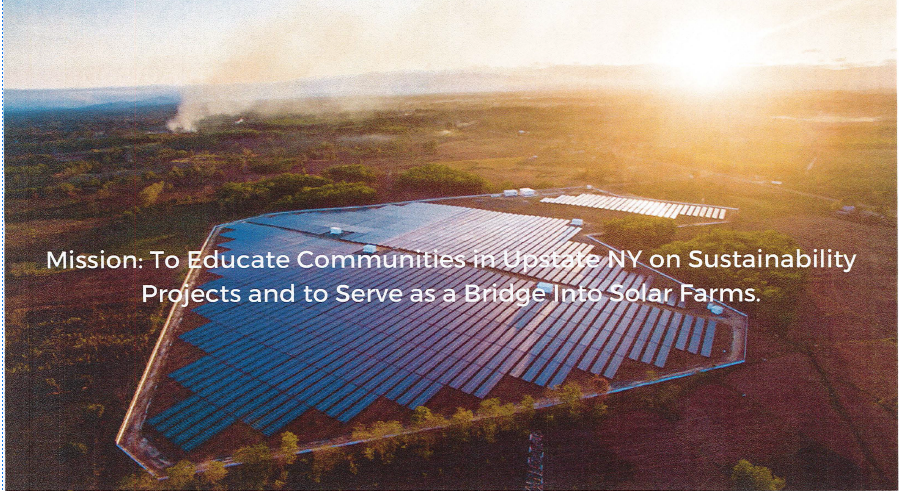 Mission: To Educate Communities in Upstate NY on Sustainability
Projects and to Serve as a Bridge Into Solar Farms.